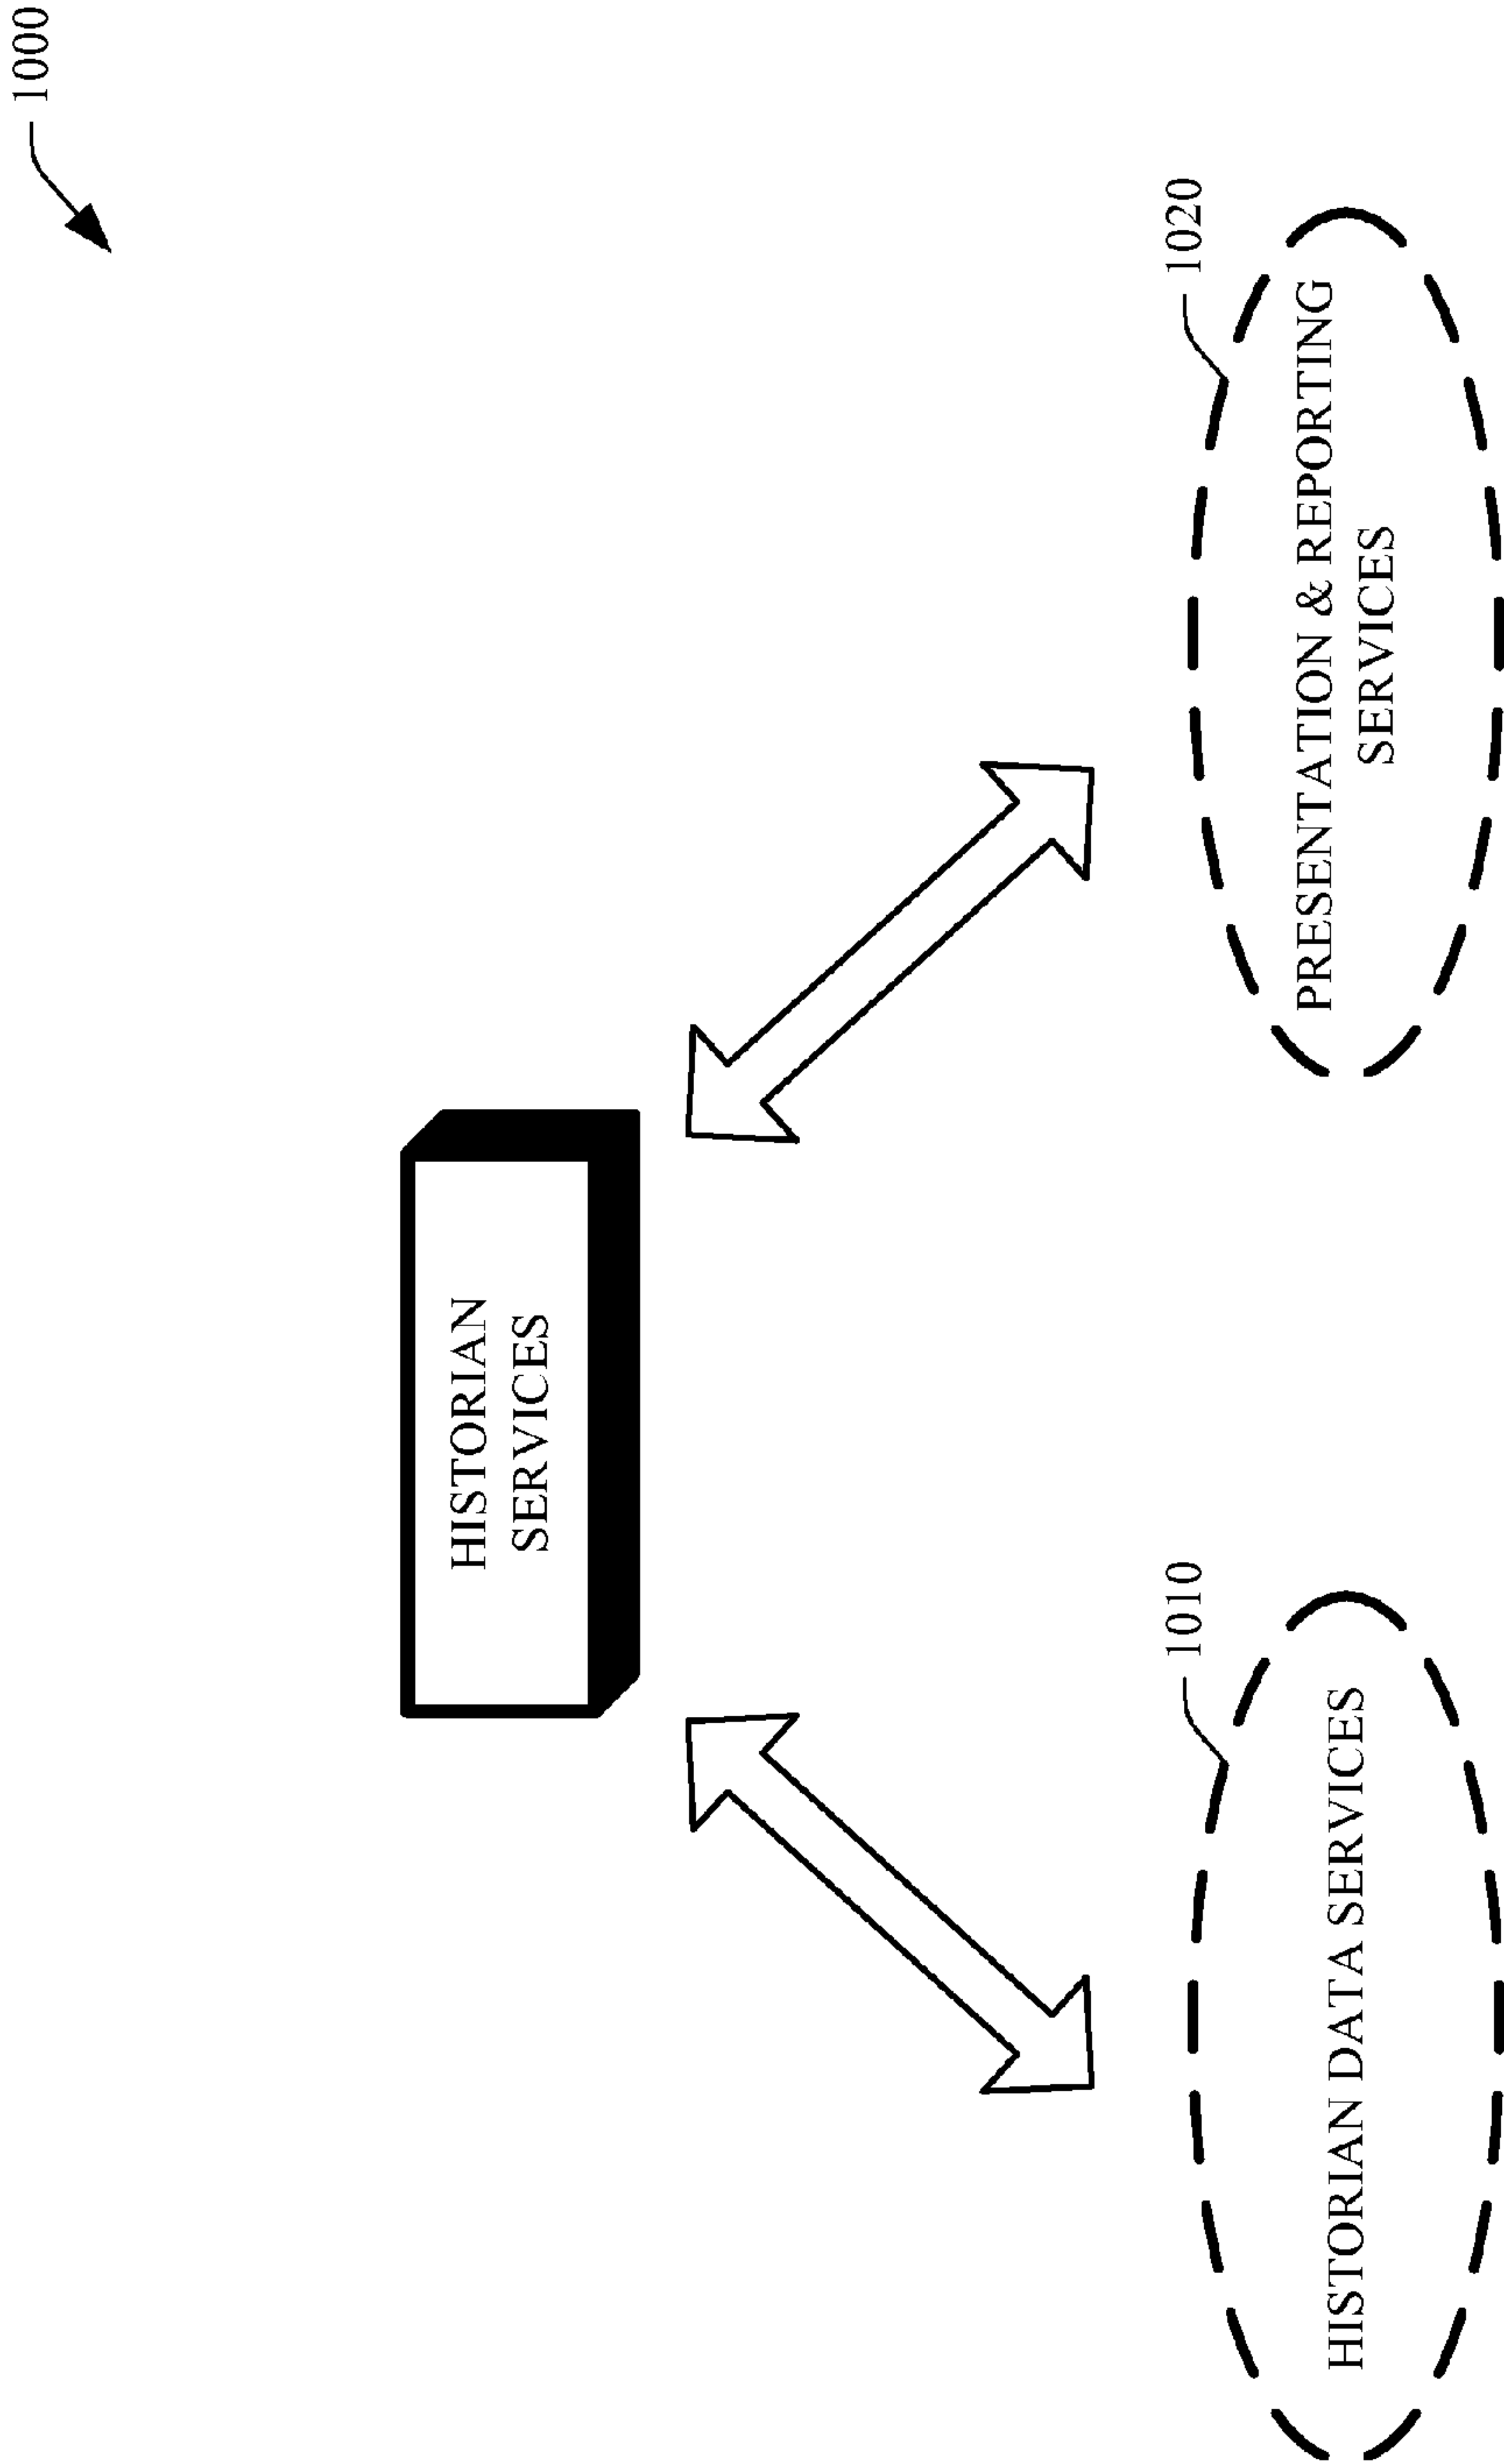 1000
HISTORIAN
SERVICES
1010
HISTORIAN DATA SERVICES
1020
PRESENTATION & REPORTING
SERVICES